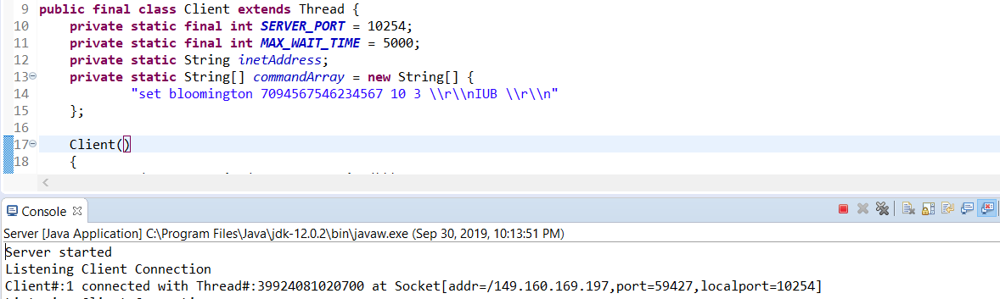 9 public final class Client extends Thread {
10 private static final int SERVER_PORT = 10254;
11 private static final int MAX_WAIT_TIME = 5000;
12 private static String inetAddress;
13 private static String[] commandArray = new String[] {
14 "set bloomington 7094567546234567 10 3 \\r\\nIUB \\r\\n"
15 };
16
17 Client()
18 {
Console
Server [Java Application] C:\Program Files\Java\jdk-12.0.2\bin\javaw.exe (Sep 30, 2019, 10:13:51 PM)
Server started
Listening Client Connection
Client#:1 connected with Thread#:39924081020700 at Socket[addr=/149.160.169.197,port=59427,localport=10254]